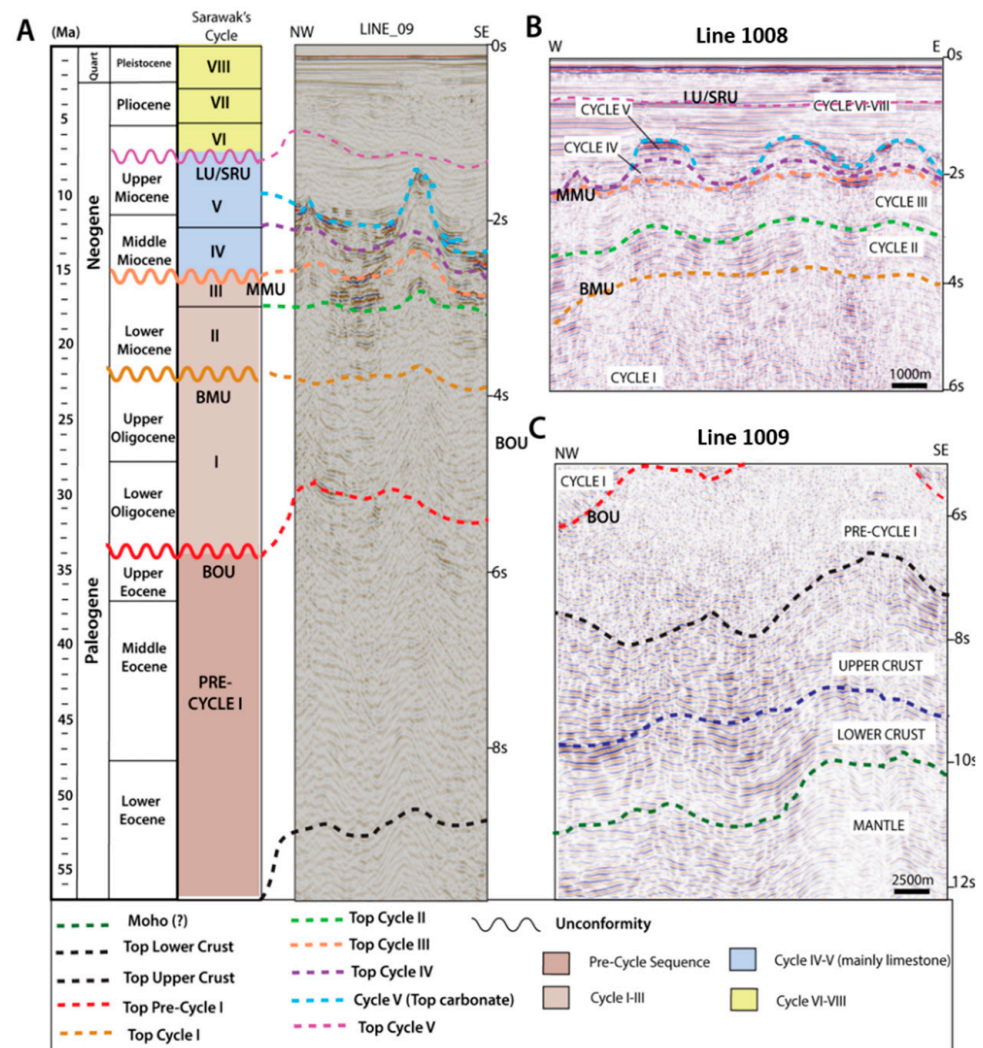 A
(Ma)
Sarawak's
Cycle
NW
LINE_09
SE
0s
Quart
Pleistocene
VIII
Pliocene
VII
5
VI
LU/SRU
Neogene
Upper
Miocene
10
V
2s
Middle
Miocene
IV
15
III
MMU
Lower
Miocene
II
20
BMU
4s
25
Upper
Oligocene
I
BOU
30
Lower
Oligocene
BOU
35
Upper
Eocene
6s
Paleogene
40
Middle
Eocene
PRE-
CYCLE I
45
8s
50
Lower
Eocene
55
B
Line 1008
W
E
0s
LU/SRU
CYCLE V
CYCLE VI-VIII
CYCLE IV
2s
MMU
CYCLE III
CYCLE II
BMU
4s
CYCLE I
1000m
6s
C
Line 1009
NW
SE
CYCLE I
BOU
6s
PRE-CYCLE I
8s
UPPER CRUST
LOWER CRUST
10s
MANTLE
2500m
12s
Moho (?)
Top Lower Crust
Top Upper Crust
Top Pre-Cycle I
Top Cycle I
Top Cycle II
Top Cycle III
Top Cycle IV
Cycle V (Top carbonate)
Top Cycle V
Unconformity
Pre-Cycle Sequence
Cycle I-III
Cycle IV-V (mainly limestone)
Cycle VI-VIII